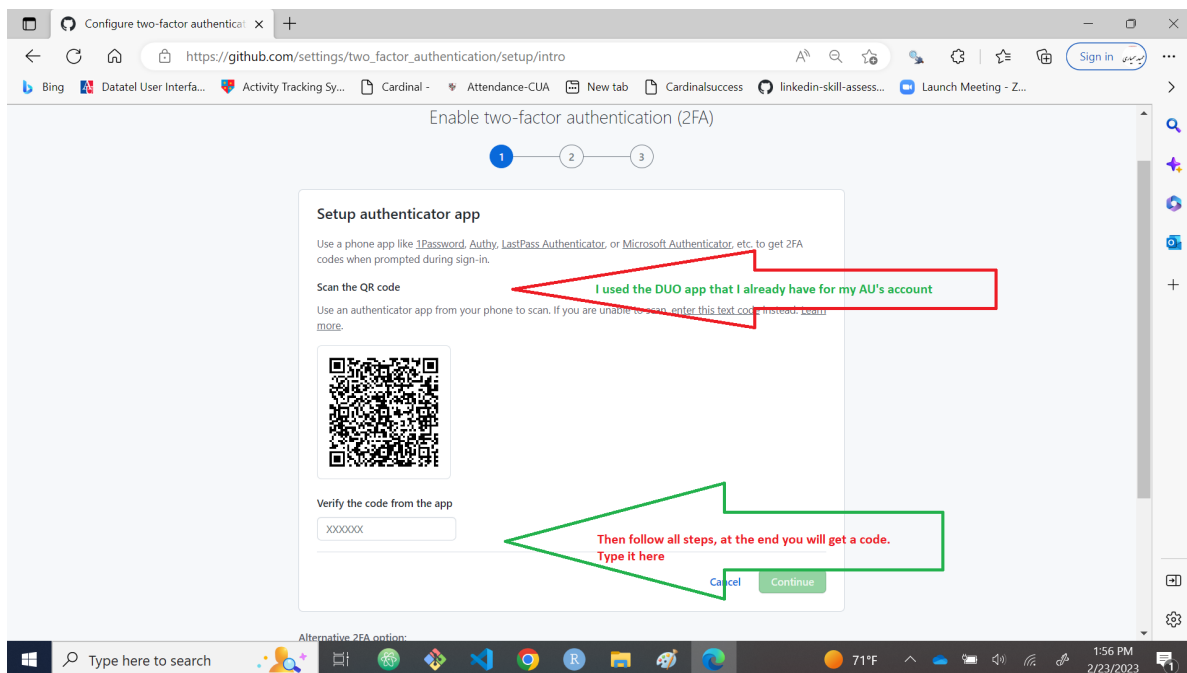 Configure two-factor authenticat
https://github.com/settings/two_factor_authentication/setup/intro
Sign in
Bing
Datatel User Interfa...
Activity Tracking Sy...
Cardinal -
Attendance-CUA
New tab
Cardinalsuccess
linkedin-skill-assess...
Launch Meeting - Z...
Enable two-factor authentication (2FA)
1
2
3
Setup authenticator app
Use a phone app like 1Password, Authy, LastPass Authenticator, or Microsoft Authenticator, etc. to get 2FA
codes when prompted during sign-in.
Scan the QR code
I used the DUO app that I already have for my AU's account
Use an authenticator app from your phone to scan. If you are unable to scan, enter this text code instead. Learn
more.
Verify the code from the app
XXXXXX
Then follow all steps, at the end you will get a code.
Type it here
Cancel
Continue
Alternative 2FA option:
Type here to search
71°F
1:56 PM
2/23/2023
1